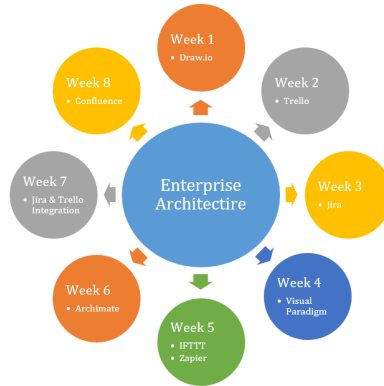 Week 1
• Draw.io
Week 2
• Trello
Week 3
• Jira
Week 4
• Visual
Paradigm
Week 5
• IFTTT
• Zapier
Week 6
• Archimate
Week 7
• Jira & Trello
Integration
Week 8
• Confluence
Enterprise
Architectire